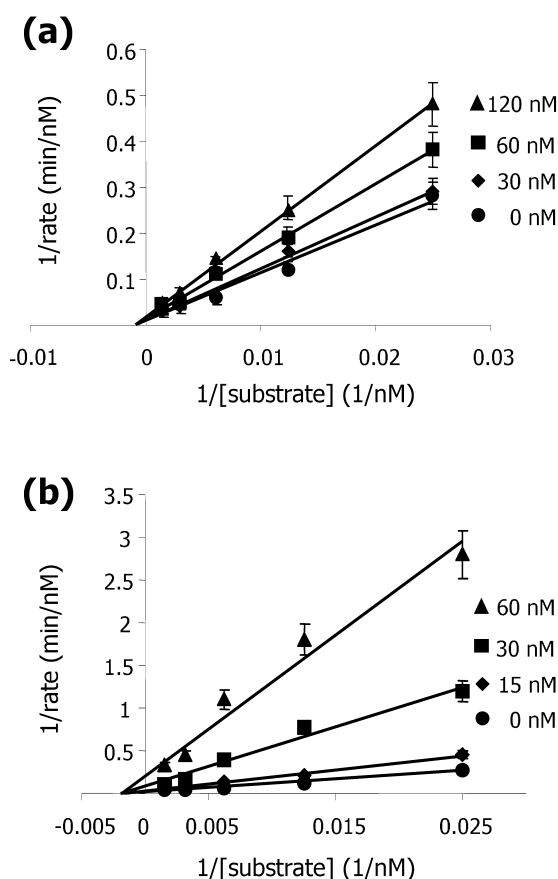 (a)
0.6
0.5
0.4
0.3
0.2
0.1
1/rate (min/nM)
120 nM
60 nM
30 nM
0 nM
-0.01 0 0.01 0.02 0.03
1/[substrate] (1/nM)
(b)
3.5
3
2.5
2
1.5
1
0.5
1/rate (min/nM)
60 nM
30 nM
15 nM
0 nM
-0.005 0 0.005 0.015 0.025
1/[substrate] (1/nM)